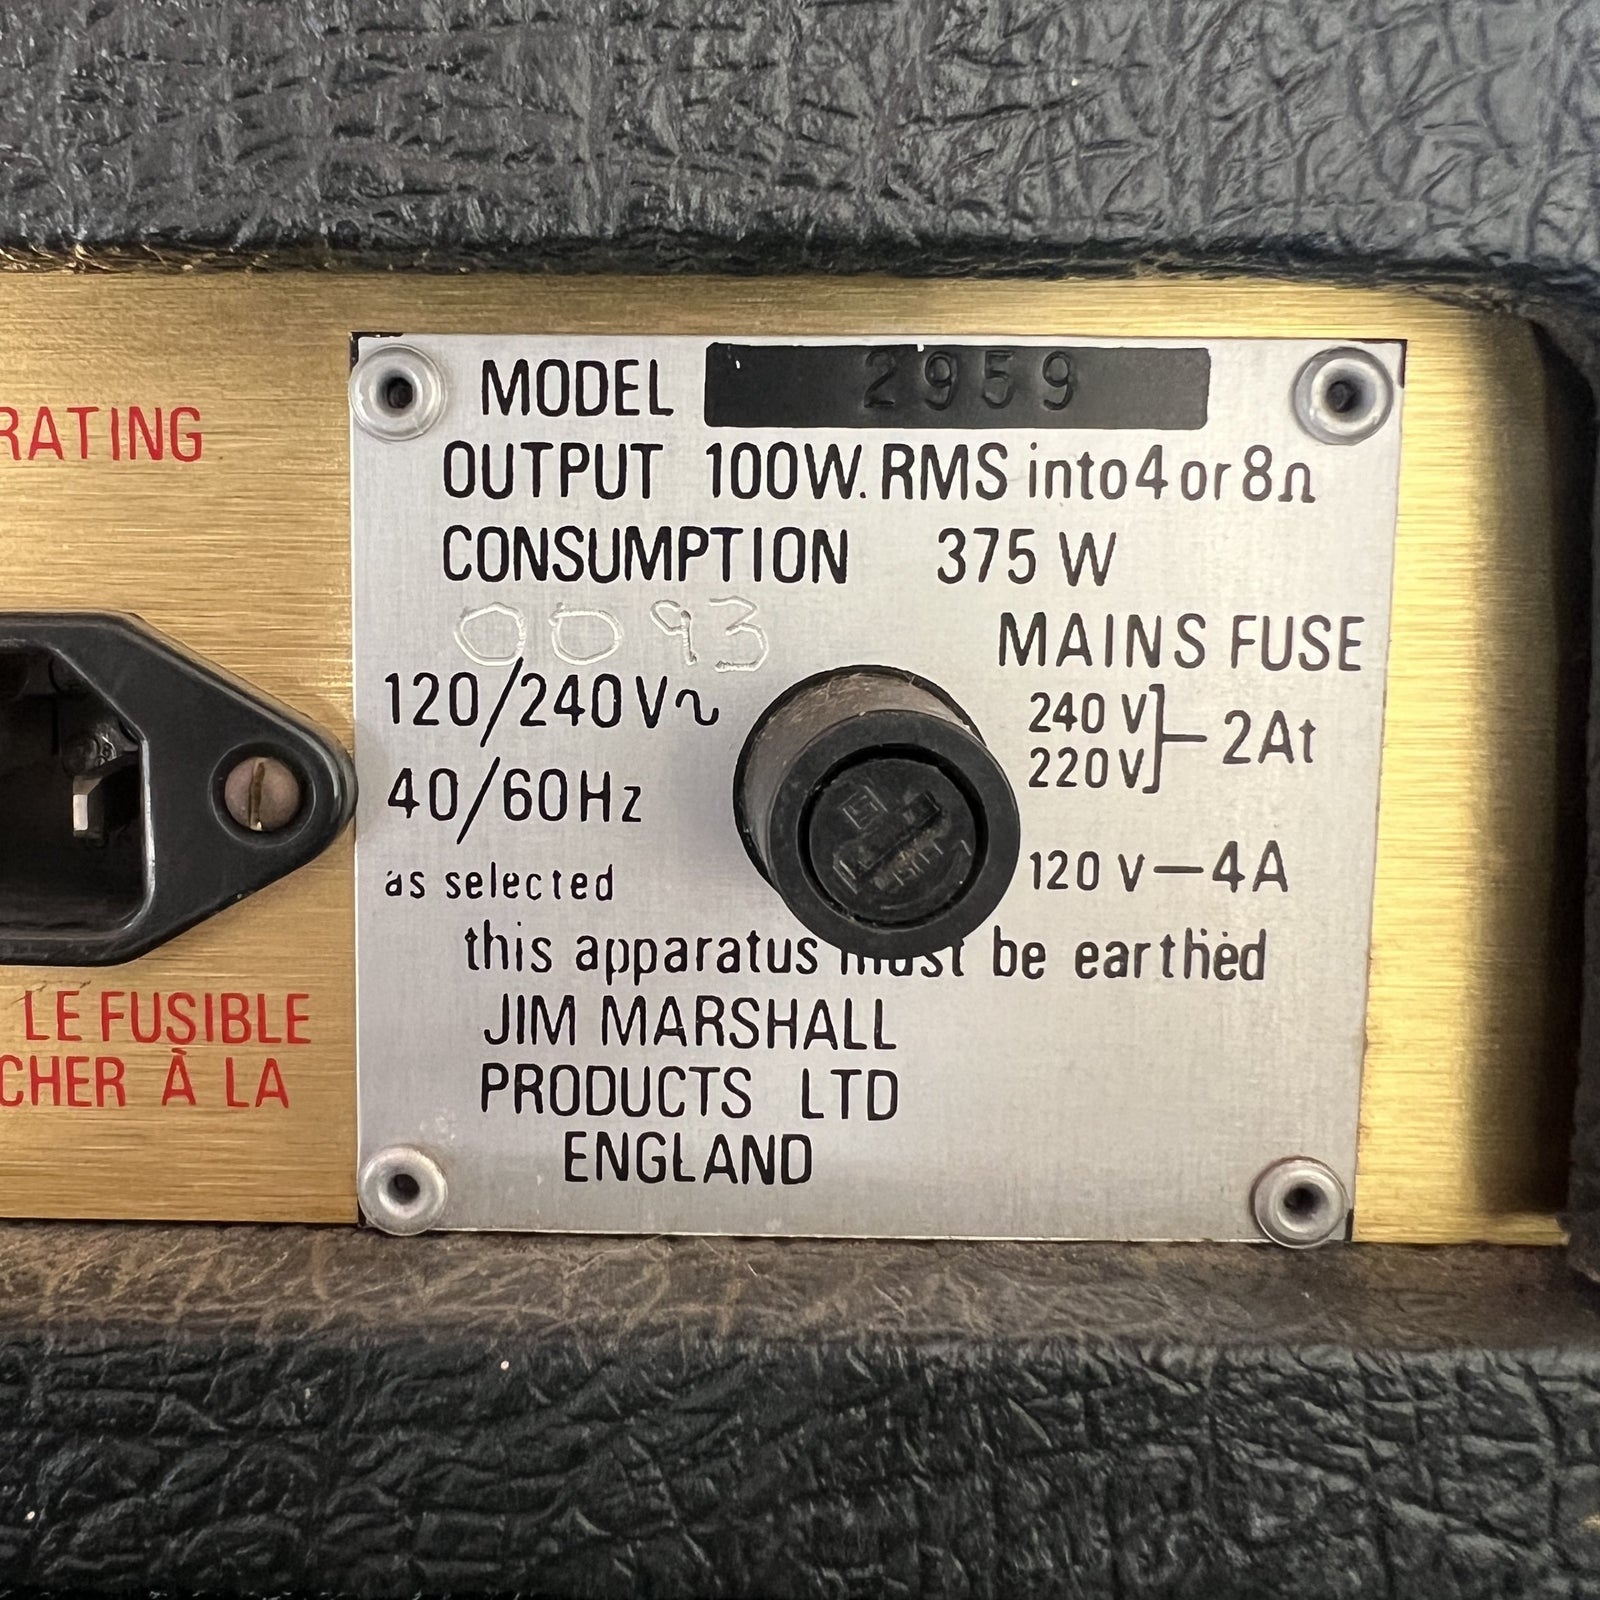 RATING
LE FUSIBLE
CHER À LA
MODEL 2959
OUTPUT 100W. RMS into 4 or 8Ω
CONSUMPTION 375 W
0093
MAINS FUSE
120/240V~
240 V
220V
2At
40/60Hz
120 V—4A
as selected
this apparatus must be earthed
JIM MARSHALL
PRODUCTS LTD
ENGLAND